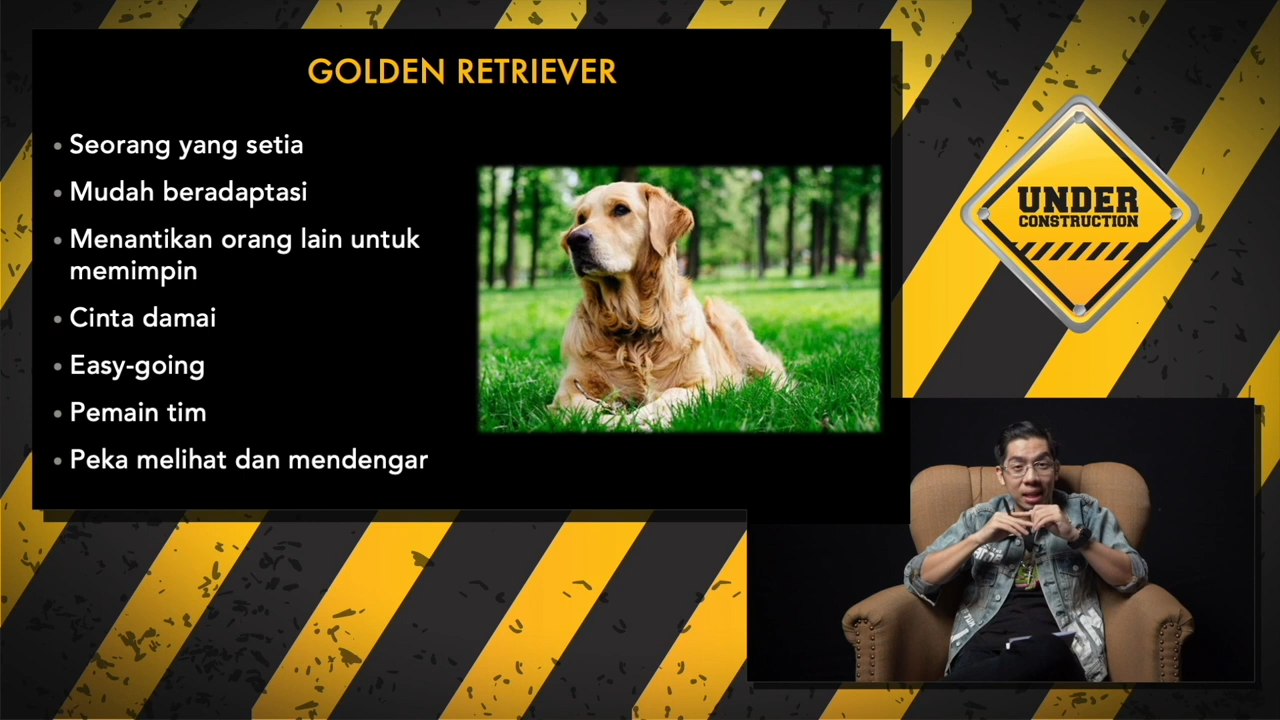 GOLDEN RETRIEVER
Seorang yang setia
Mudah beradaptasi
Menantikan orang lain untuk
memimpin
Cinta damai
Easy-going
Pemain tim
Peka melihat dan mendengar
UNDER
CONSTRUCTION